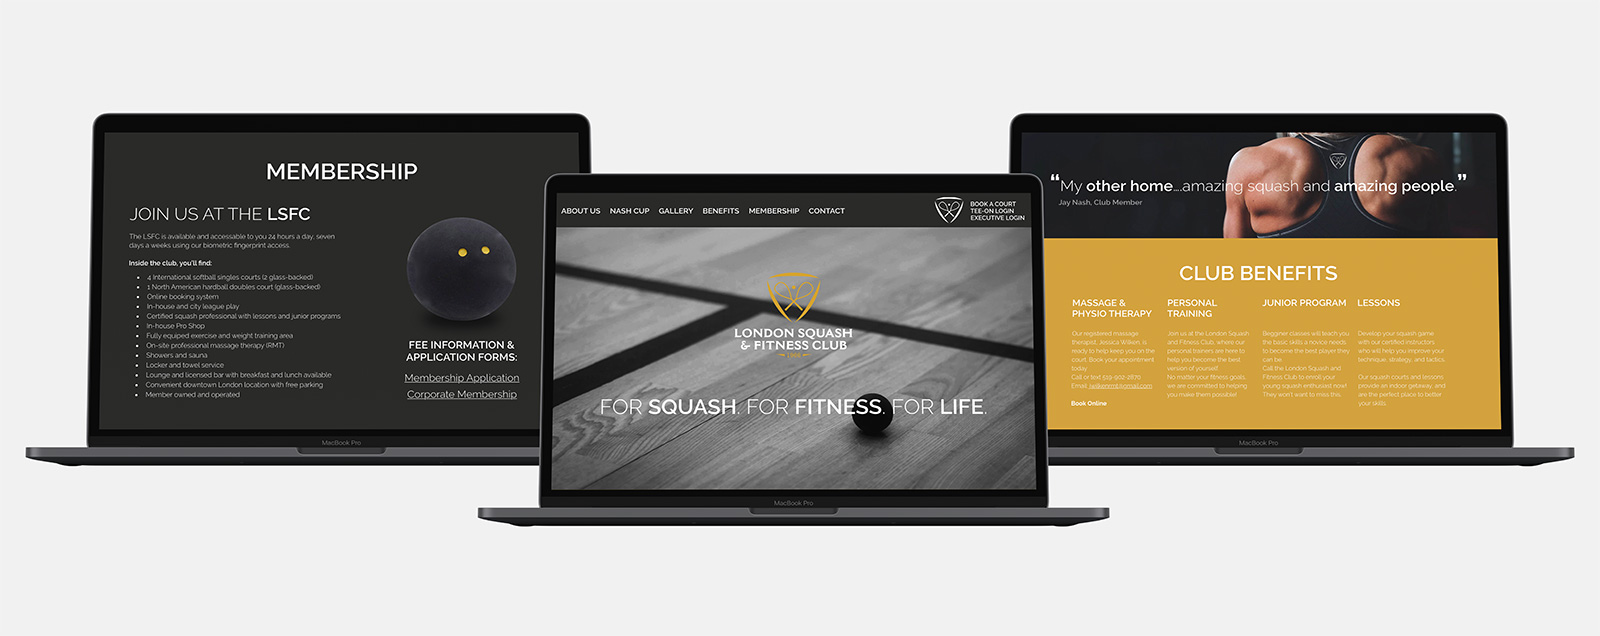 MEMBERSHIP
JOIN US AT THE LSFC
The LSFC is available and accessable to you 24 hours a day, seven
days a weeks using our biometric fingerprint access.
Inside the club, you'll find:
• 4 International softball singles courts (2 glass-backed)
• 1 North American hardball doubles court (glass-backed)
• Online booking system
• In-house and city league play
• Certified squash professional with lessons and junior programs
• In-house Pro Shop
• Fully equiped exercise and weight training area
• On-site professional massage therapy (RMT)
• Showers and sauna
• Locker and towel service
• Lounge and licensed bar with breakfast and lunch available
• Convenient downtown London location with free parking
• Member owned and operated
FEE INFORMATION &
APPLICATION FORMS:
Membership Application
Corporate Membership
MacBook Pro
ABOUT US NASH CUP GALLERY BENEFITS MEMBERSHIP CONTACT
BOOK A COURT
TEE-ON LOGIN
EXECUTIVE LOGIN
LONDON SQUASH
& FITNESS CLUB
1966
FOR SQUASH. FOR FITNESS. FOR LIFE.
MacBook Pro
“My other home....amazing squash and amazing people.”
Jay Nash, Club Member
CLUB BENEFITS
MASSAGE &
PHYSIO THERAPY
Our registered massage
therapist, Jessica Wilken, is
ready to help keep you on the
court. Book your appointment
today
Call or text 519-902-2870
Email
Book Online
PERSONAL
TRAINING
Join us at the London Squash
and Fitness Club, where our
personal trainers are here to
help you become the best
version of yourself.
No matter your fitness goals,
we are committed to helping
you make them possible!
JUNIOR PROGRAM
Begginer classes will teach you
the basic skills a novice needs
to become the best player they
can be.
Call the London Squash and
Fitness Club to enroll your
young squash enthusiast now!
They won't want to miss this.
LESSONS
Develop your squash game
with our certified instructors
who will help you improve your
technique, strategy, and tactics.
Our squash courts and lessons
provide an indoor getaway, and
are the perfect place to better
your skills.
MacBook Pro